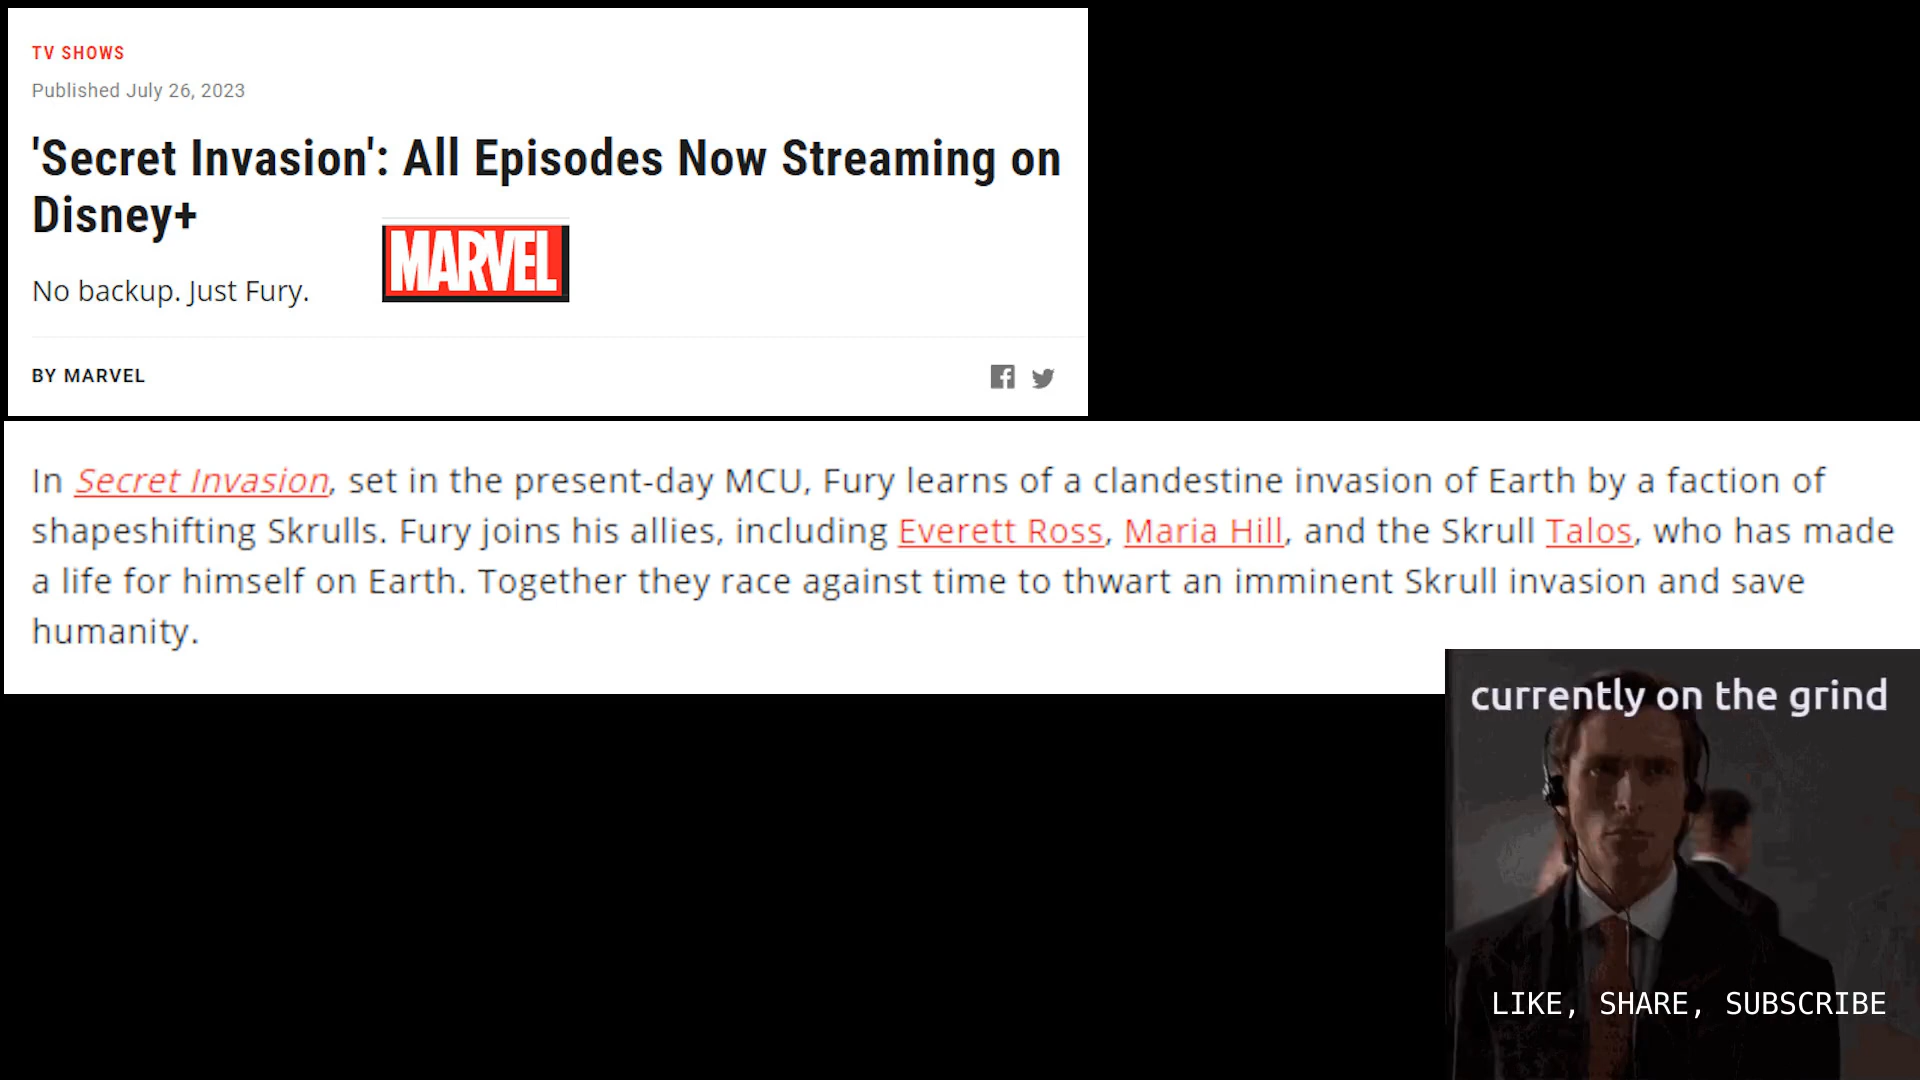 TV SHOWS
Published July 26, 2023
'Secret Invasion': All Episodes Now Streaming on
Disney+
MARVEL
No backup. Just Fury.
BY MARVEL
In Secret Invasion, set in the present-day MCU, Fury learns of a clandestine invasion of Earth by a faction of
shapeshifting Skrulls. Fury joins his allies, including Everett Ross, Maria Hill, and the Skrull Talos, who has made
a life for himself on Earth. Together they race against time to thwart an imminent Skrull invasion and save
humanity.
currently on the grind
LIKE, SHARE, SUBSCRIBE